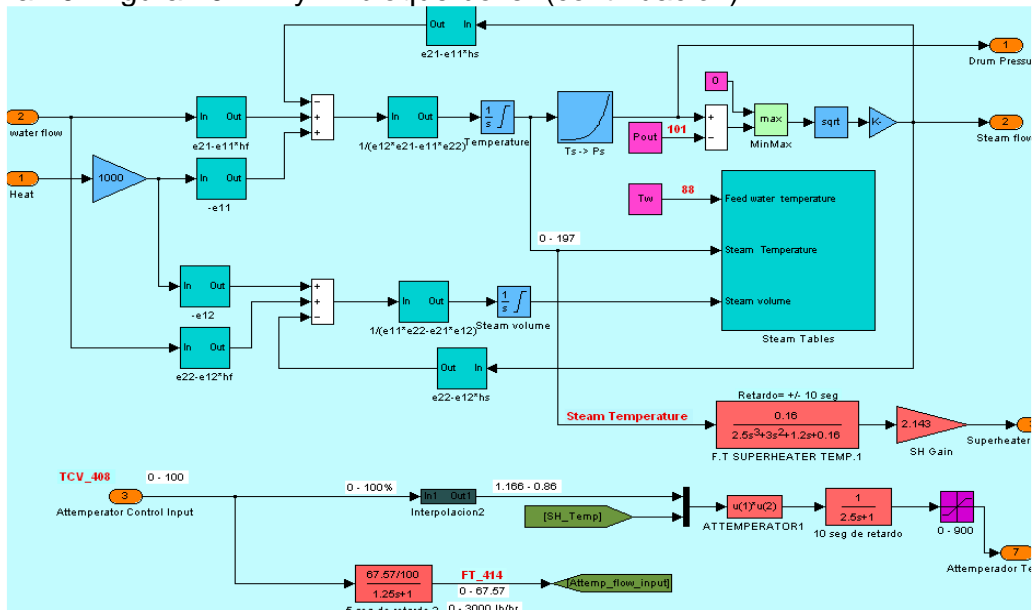 Out In
e21-e11*hs
1
Drum Pressu
0
2
water flow
In Out
e21-e11*hf
In Out
1/(e12*e21-e11*e22)
1
s
Temperature
Ts -> Ps
Pout
101
max
MinMax
sqrt
K-
2
Steam flow
1
Heat
1000
In Out
-e11
Tw
88
Feed water temperature
0 - 197
Steam Temperature
In Out
-e12
In Out
1/(e11*e22-e21*e12)
1
s
Steam volume
Steam volume
Steam Tables
In Out
e22-e12*hf
Out In
e22-e12*hs
Retardo= +/- 10 seg
Steam Temperature
0.16
2.5s3+3s2+1.2s+0.16
F.T SUPERHEATER TEMP.1
2.143
SH Gain
Superheater
TCV_408
0 - 100
3
Attemperator Control Input
0 - 100%
In1 Out1
Interpolacion2
1.166 - 0.86
[SH_Temp]
u(1)*u(2)
ATTEMPERATOR1
1
2.5s+1
10 seg de retardo
0 - 900
7
Attemperador Te
67.57/100
1.25s+1
FT_414
0 - 67.57
[Attemp_flow_input]
0 - 3000 lb/hr